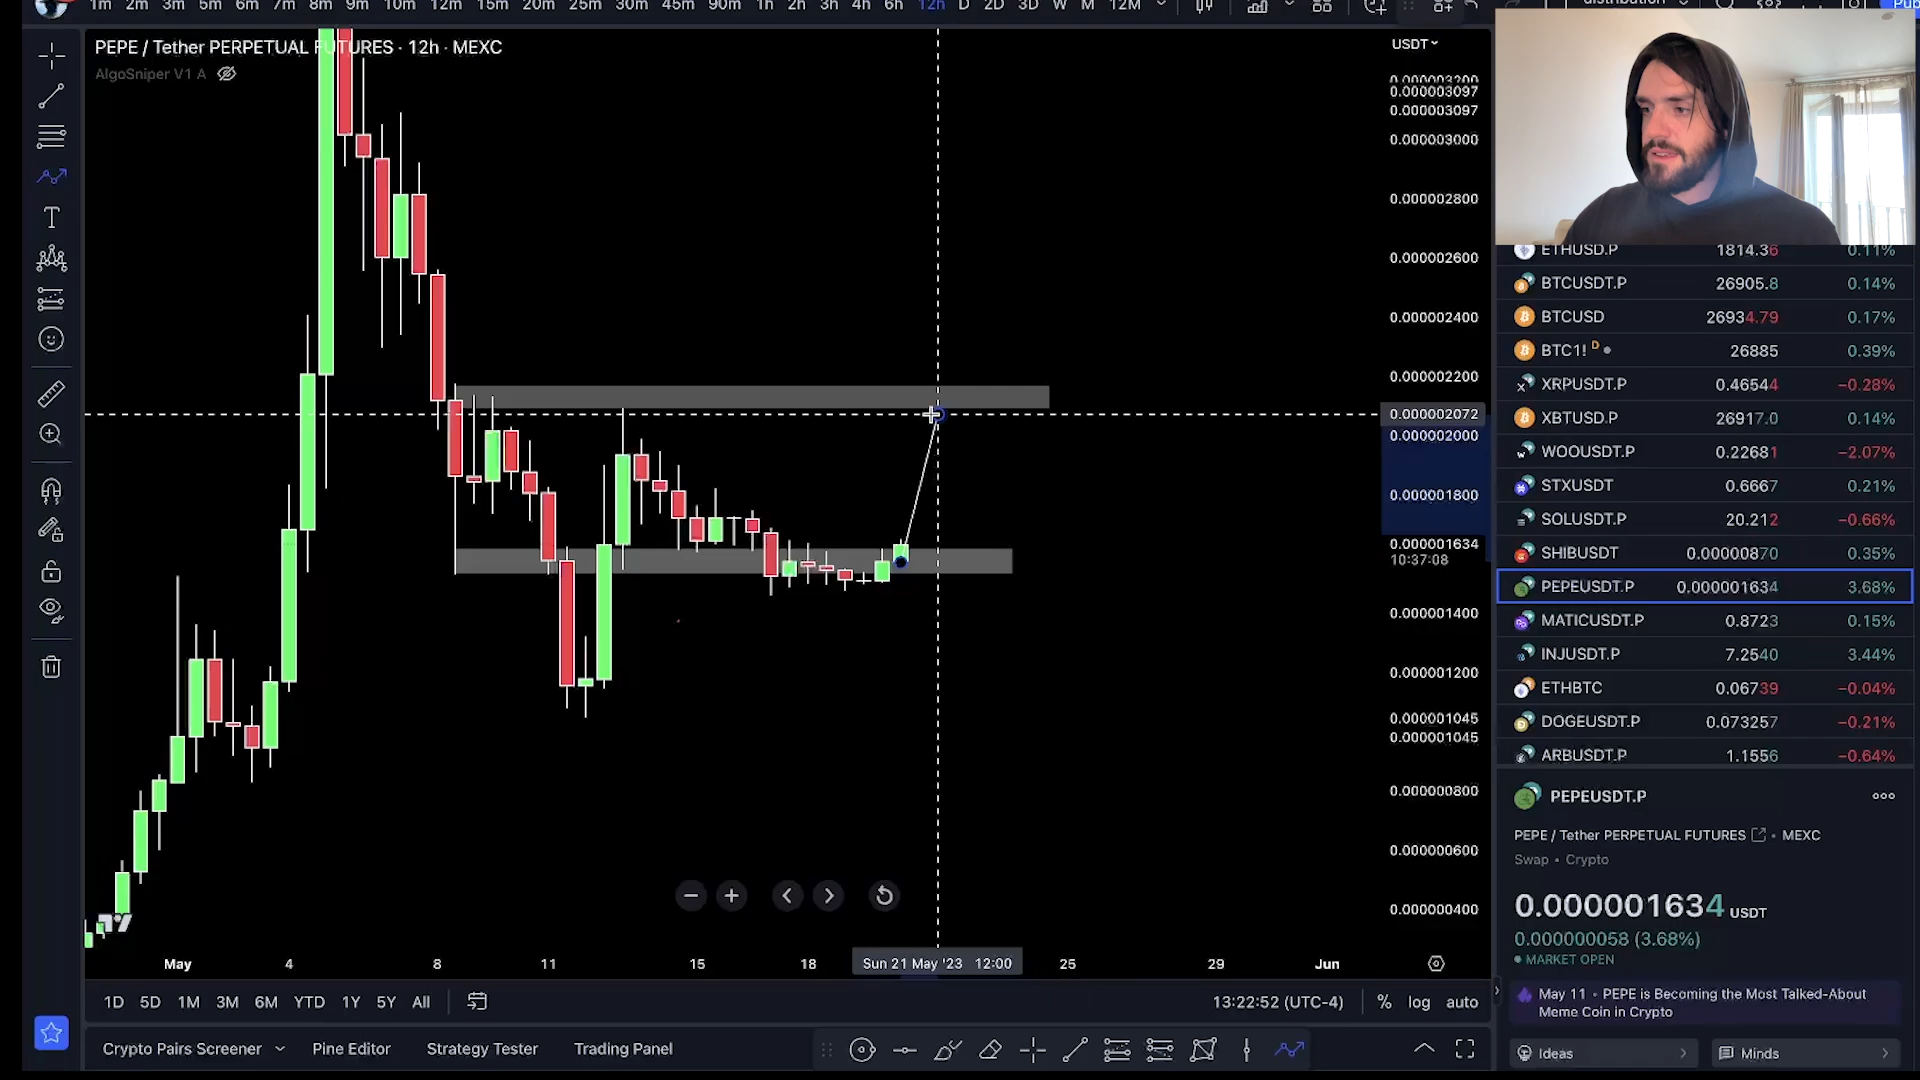 1m 2m 3m 5m 6m 7m 8m 9m 10m 12m 15m 20m 25m 30m 45m 90m 1h 2h 3h 4h 6h 12h D 2D 3D W M 12M
distribution
PEPE / Tether PERPETUAL FUTURES · 12h · MEXC
AlgoSniper V1 A
USDT
0.000003200
0.000003097
0.000003097
0.000003000
0.000002800
0.000002600
0.000002400
0.000002200
0.000002072
0.000002000
0.000001800
0.000001634
10:37:08
0.000001400
0.000001200
0.000001045
0.000001045
0.000000800
0.000000600
0.000000400
May 4 8 11 15 18 Sun 21 May '23 12:00 25 29 Jun
1D 5D 1M 3M 6M YTD 1Y 5Y All
13:22:52 (UTC-4) % log auto
Crypto Pairs Screener Pine Editor Strategy Tester Trading Panel
ETHUSD.P 1814.36 0.11%
BTCUSDT.P 26905.8 0.14%
BTCUSD 26934.79 0.17%
BTC1! D 26885 0.39%
XRPUSDT.P 0.46544 −0.28%
XBTUSD.P 26917.0 0.14%
WOOUSDT.P 0.22681 −2.07%
STXUSDT 0.6667 0.21%
SOLUSDT.P 20.212 −0.66%
SHIBUSDT 0.00000870 0.35%
PEPEUSDT.P 0.000001634 3.68%
MATICUSDT.P 0.8723 0.15%
INJUSDT.P 7.2540 3.44%
ETHBTC 0.06739 −0.04%
DOGEUSDT.P 0.073257 −0.21%
ARBUSDT.P 1.1556 −0.64%
PEPEUSDT.P
PEPE / Tether PERPETUAL FUTURES • MEXC
Swap • Crypto
0.000001634 USDT
0.000000058 (3.68%)
MARKET OPEN
May 11 • PEPE is Becoming the Most Talked-About
Meme Coin in Crypto
Ideas Minds